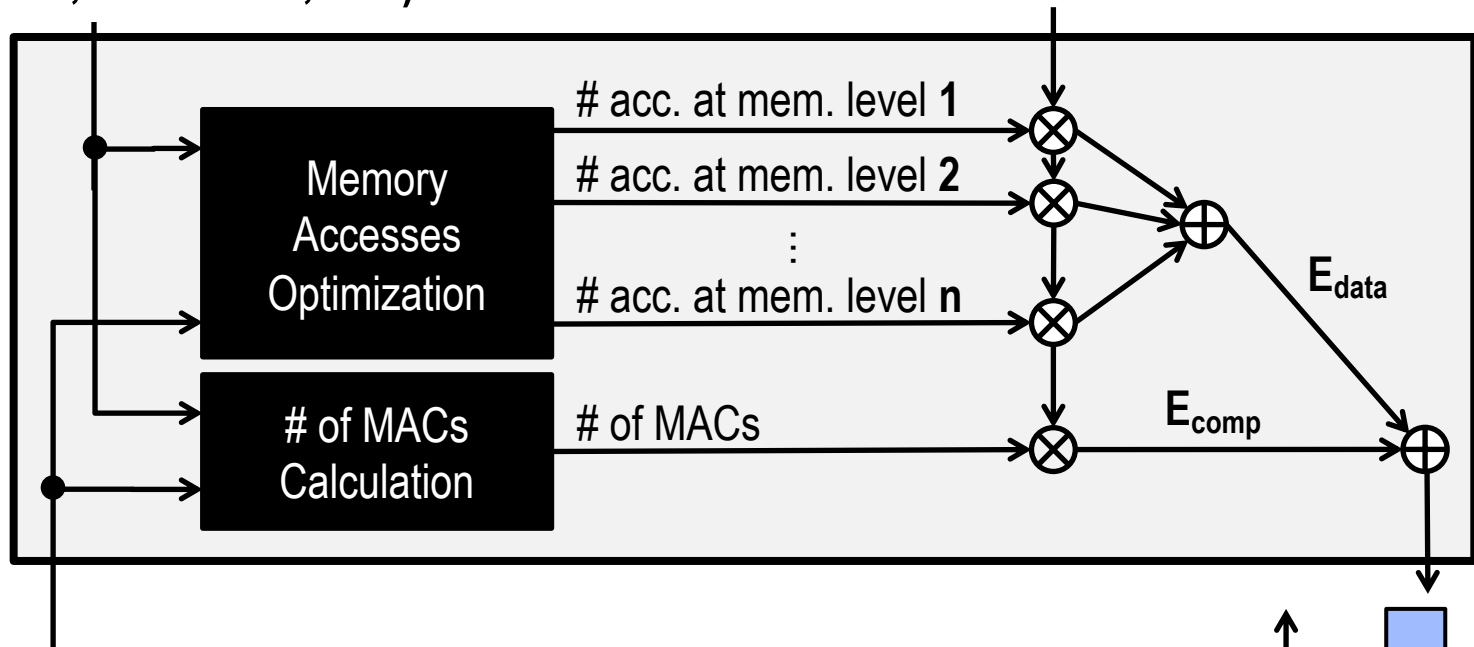 # acc. at mem. level 1
# acc. at mem. level 2
⋮
# acc. at mem. level n
Memory
Accesses
Optimization
E_data
# of MACs
Calculation
# of MACs
E_comp